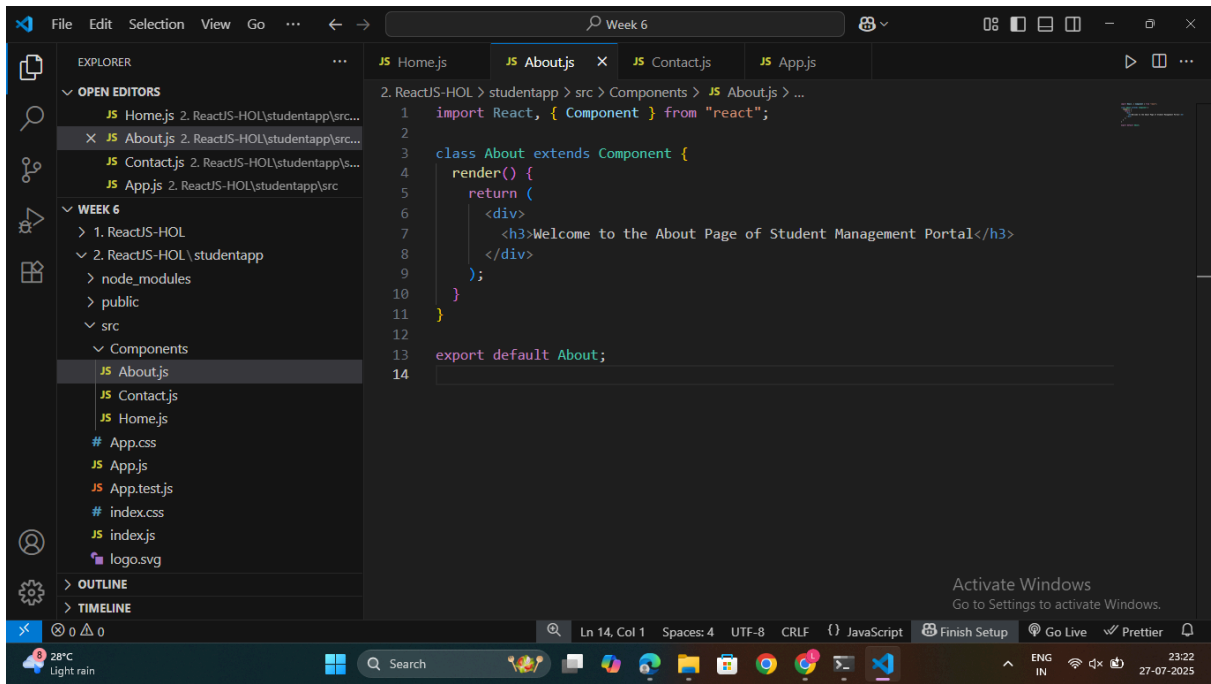 File Edit Selection View Go ··· Week 6
EXPLORER ···
OPEN EDITORS
JS Home.js 2. ReactJS-HOL\studentapp\src...
JS About.js 2. ReactJS-HOL\studentapp\src...
JS Contact.js 2. ReactJS-HOL\studentapp\s...
JS App.js 2. ReactJS-HOL\studentapp\src
WEEK 6
1. ReactJS-HOL
2. ReactJS-HOL\studentapp
node_modules
public
src
Components
JS About.js
JS Contact.js
JS Home.js
# App.css
JS App.js
JS App.test.js
# index.css
JS index.js
logo.svg
OUTLINE
TIMELINE
JS Home.js JS About.js JS Contact.js JS App.js
2. ReactJS-HOL > studentapp > src > Components > JS About.js > ...
1 import React, { Component } from "react";
2
3 class About extends Component {
4 render() {
5 return (
6 <div>
7 <h3>Welcome to the About Page of Student Management Portal</h3>
8 </div>
9 );
10 }
11 }
12
13 export default About;
14
Activate Windows
Go to Settings to activate Windows.
0 0 Ln 14, Col 1 Spaces: 4 UTF-8 CRLF {} JavaScript Finish Setup Go Live Prettier
8 28°C
Light rain
Search
ENG
IN
23:22
27-07-2025